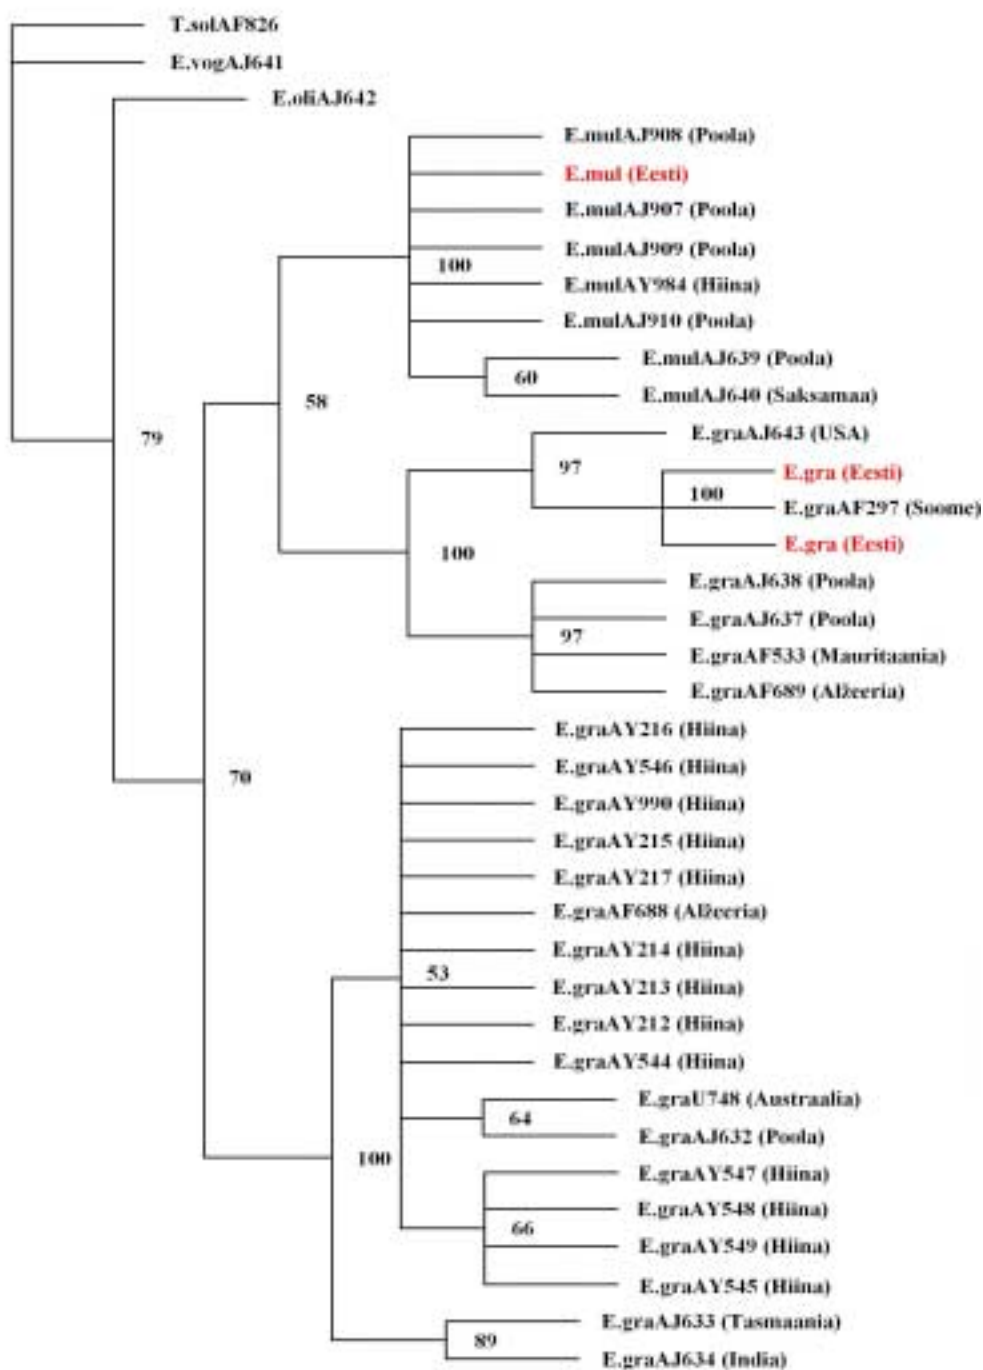 T.solAF826
E.vogAJ641
E.oliAJ642
E.mulAJ908 (Poola)
E.mul (Eesti)
E.mulAJ907 (Poola)
E.mulAJ909 (Poola)
100
E.mulAY984 (Hiina)
E.mulAJ910 (Poola)
E.mulAJ639 (Poola)
60
E.mulAJ640 (Saksamaa)
58
E.graAJ643 (USA)
79
97
E.gra (Eesti)
100
E.graAF297 (Soome)
E.gra (Eesti)
100
E.graAJ638 (Poola)
E.graAJ637 (Poola)
97
E.graAF533 (Mauritaania)
E.graAF689 (Alžeeria)
E.graAY216 (Hiina)
E.graAY546 (Hiina)
70
E.graAY990 (Hiina)
E.graAY215 (Hiina)
E.graAY217 (Hiina)
E.graAF688 (Alžeeria)
E.graAY214 (Hiina)
53
E.graAY213 (Hiina)
E.graAY212 (Hiina)
E.graAY544 (Hiina)
E.graU748 (Austraalia)
64
E.graAJ632 (Poola)
100
E.graAY547 (Hiina)
E.graAY548 (Hiina)
66
E.graAY549 (Hiina)
E.graAY545 (Hiina)
E.graAJ633 (Tasmaania)
89
E.graAJ634 (India)